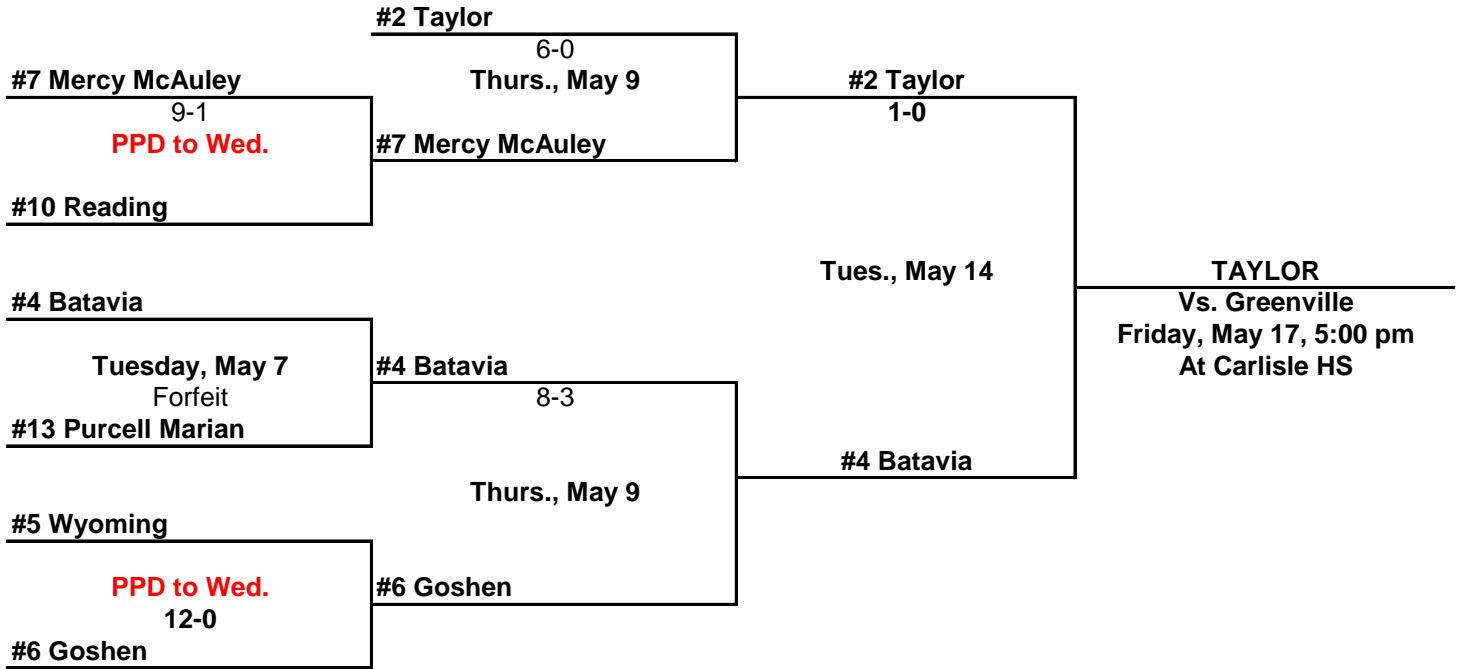 #2 Taylor
6-0
#7 Mercy McAuley
Thurs., May 9
#2 Taylor
9-1
1-0
PPD to Wed.
#7 Mercy McAuley
#10 Reading
Tues., May 14
TAYLOR
#4 Batavia
Vs. Greenville
Friday, May 17, 5:00 pm
Tuesday, May 7
#4 Batavia
At Carlisle HS
Forfeit
8-3
#13 Purcell Marian
#4 Batavia
Thurs., May 9
#5 Wyoming
PPD to Wed.
#6 Goshen
12-0
#6 Goshen